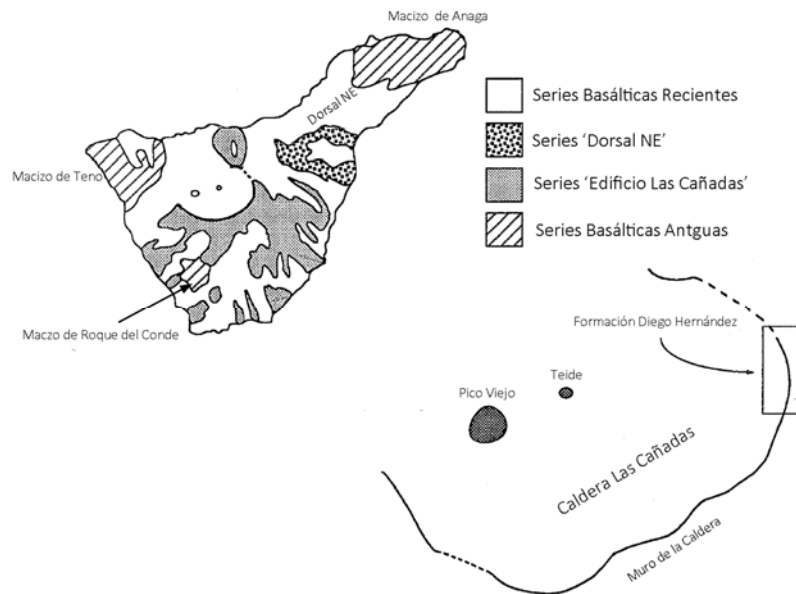 Macizo de Anaga
Dorsal NE
Macizo de Teno
Maczo de Roque del Conde
Series Basálticas Recientes
Series ‘Dorsal NE’
Series ‘Edificio Las Cañadas’
Series Basálticas Antguas
Formación Diego Hernández
Teide
Pico Viejo
Caldera Las Cañadas
Muro de la Caldera